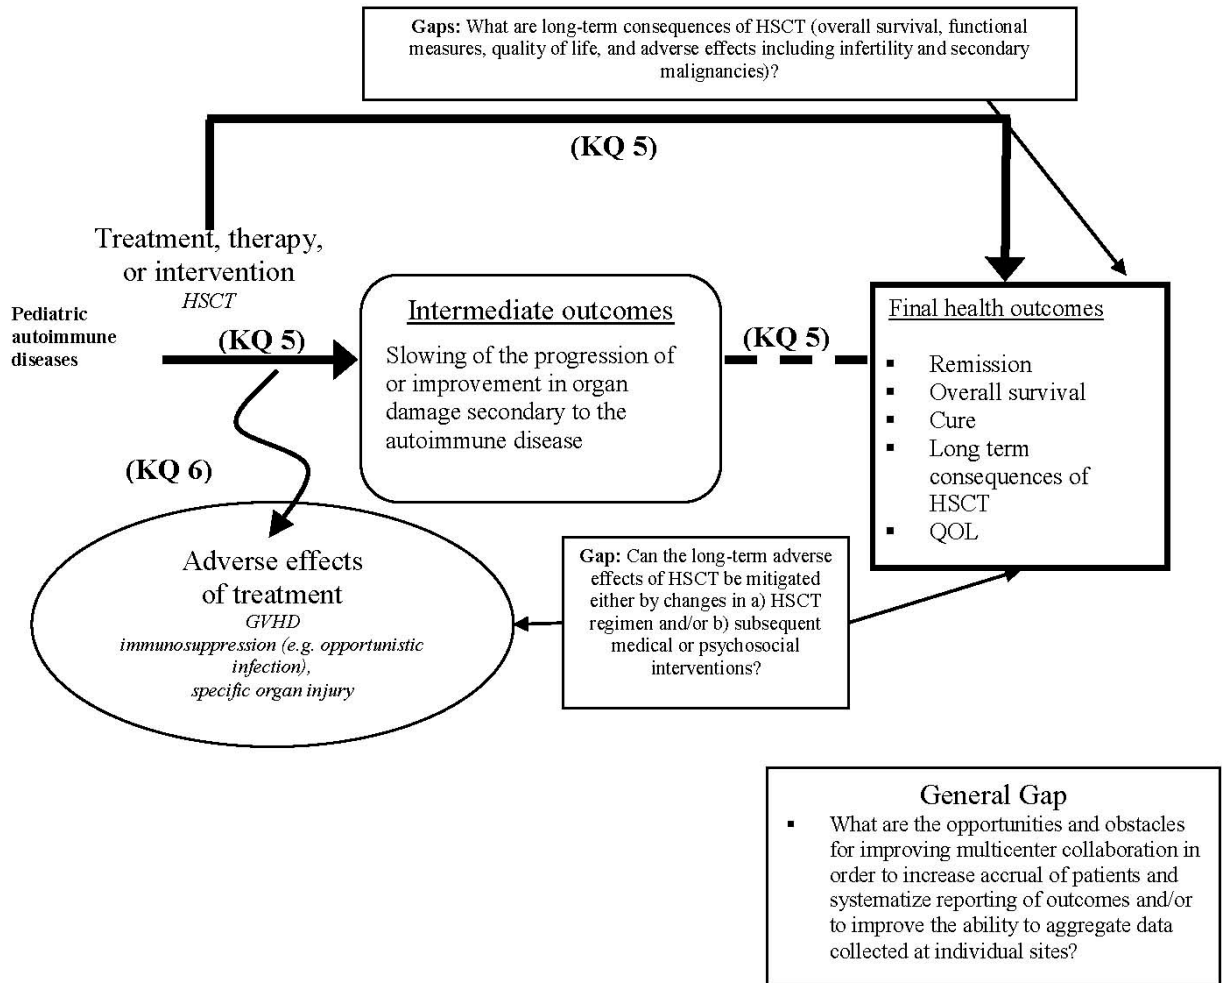 Gaps: What are long-term consequences of HSCT (overall survival, functional
measures, quality of life, and adverse effects including infertility and secondary
malignancies)?
(KQ 5)
Treatment, therapy,
or intervention
HSCT
Pediatric
autoimmune
diseases
(KQ 5)
Intermediate outcomes
Slowing of the progression of
or improvement in organ
damage secondary to the
autoimmune disease
(KQ 5)
Final health outcomes
▪ Remission
▪ Overall survival
▪ Cure
▪ Long term
consequences of
HSCT
▪ QOL
(KQ 6)
Adverse effects
of treatment
GVHD
immunosuppression (e.g. opportunistic
infection),
specific organ injury
Gap: Can the long-term adverse
effects of HSCT be mitigated
either by changes in a) HSCT
regimen and/or b) subsequent
medical or psychosocial
interventions?
General Gap
▪ What are the opportunities and obstacles
for improving multicenter collaboration in
order to increase accrual of patients and
systematize reporting of outcomes and/or
to improve the ability to aggregate data
collected at individual sites?